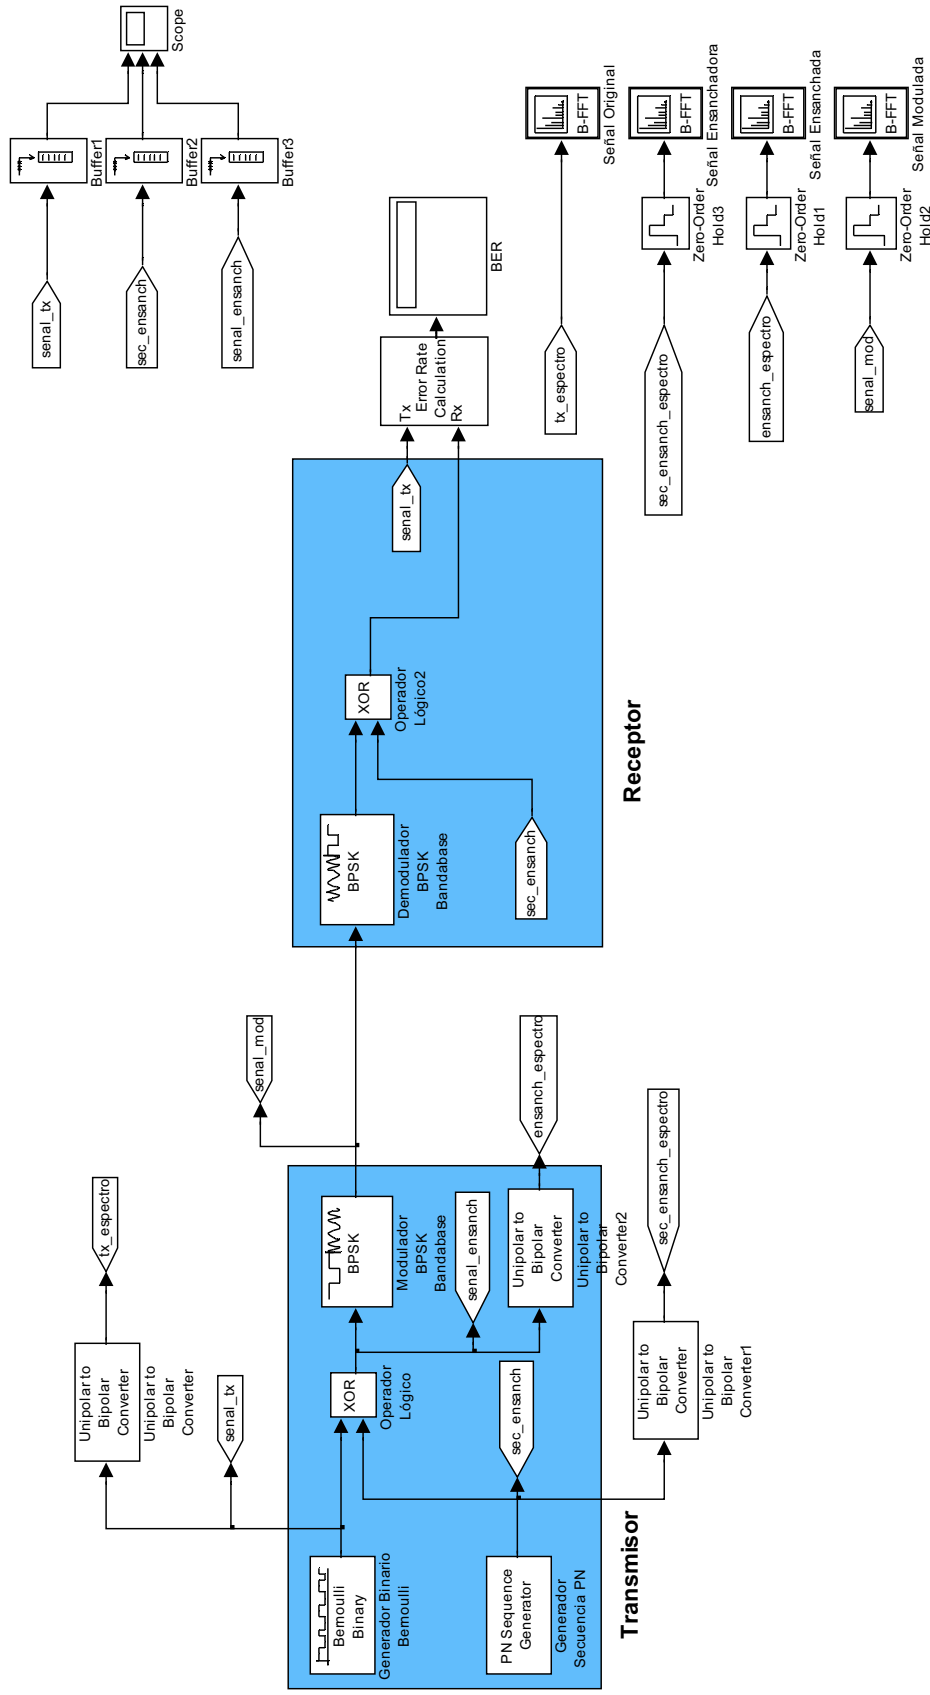 Bernoulli
Binary
Generador Binario
Bernoulli
PN Sequence
Generator
Generador
Secuencia PN
Transmisor
Unipolar to
Bipolar
Converter
Unipolar to
Bipolar
Converter
tx_espectro
senal_tx
XOR
Operador
Lógico
sec_ensanch
BPSK
Modulador
BPSK
Bandabase
senal_ensanch
Unipolar to
Bipolar
Converter
Unipolar to
Bipolar
Converter2
ensanch_espectro
Unipolar to
Bipolar
Converter
Unipolar to
Bipolar
Converter1
sec_ensanch_espectro
senal_mod
BPSK
Demodulador
BPSK
Bandabase
sec_ensanch
XOR
Operador
Lógico2
Receptor
senal_tx
Tx
Error Rate
Calculation
Rx
BER
senal_tx
Buffer1
sec_ensanch
Buffer2
senal_ensanch
Buffer3
Scope
tx_espectro
B-FFT
Señal Original
sec_ensanch_espectro
Zero-Order
Hold3
B-FFT
Señal Ensanchadora
ensanch_espectro
Zero-Order
Hold1
B-FFT
Señal Ensanchada
senal_mod
Zero-Order
Hold2
B-FFT
Señal Modulada